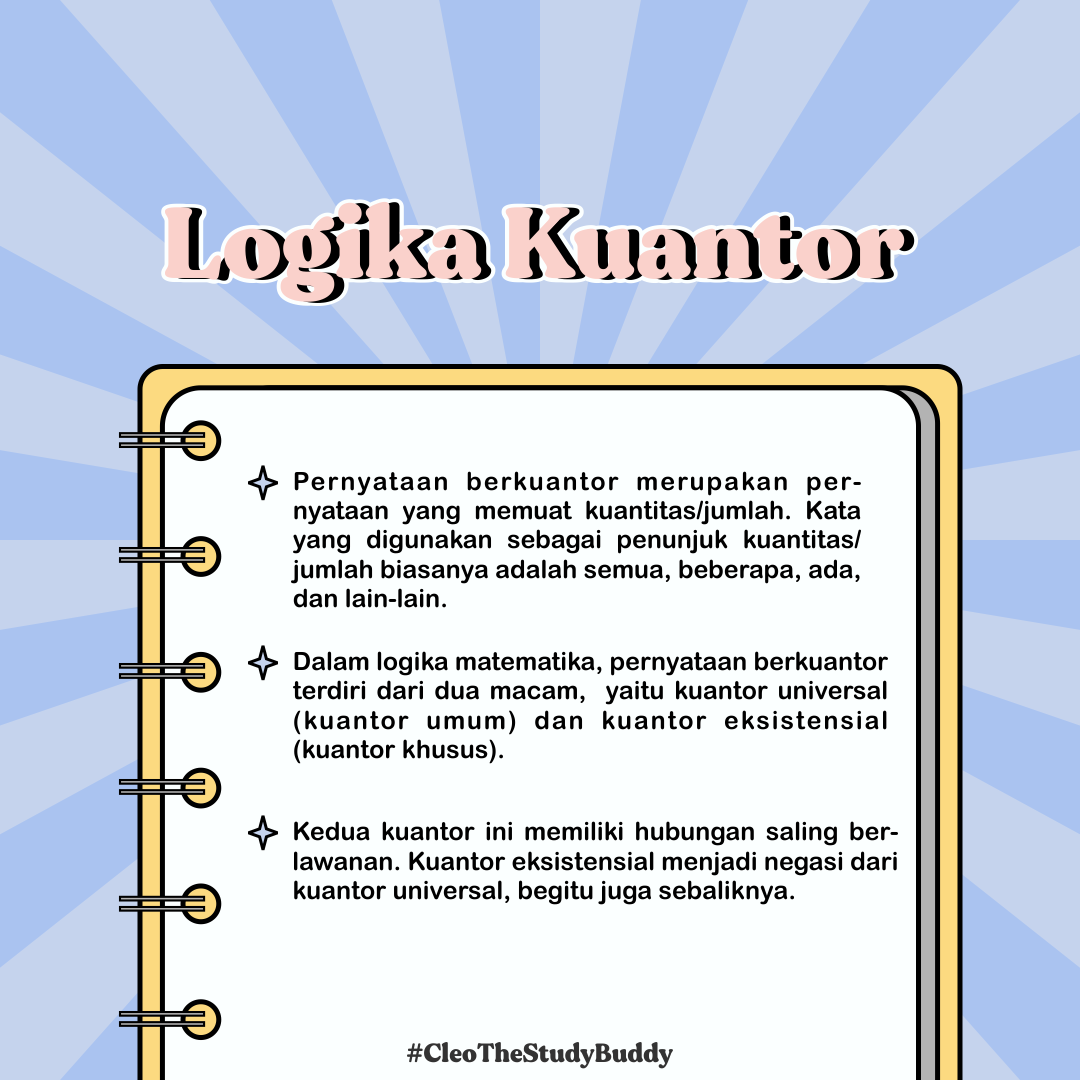 Logika Kuantor
Pernyataan berkuantor merupakan per-
nyataan yang memuat kuantitas/jumlah. Kata
yang digunakan sebagai penunjuk kuantitas/
jumlah biasanya adalah semua, beberapa, ada,
dan lain-lain.
Dalam logika matematika, pernyataan berkuantor
terdiri dari dua macam,  yaitu kuantor universal
(kuantor umum) dan kuantor eksistensial
(kuantor khusus).
Kedua kuantor ini memiliki hubungan saling ber-
lawanan. Kuantor eksistensial menjadi negasi dari
kuantor universal, begitu juga sebaliknya.
#CleoTheStudyBuddy